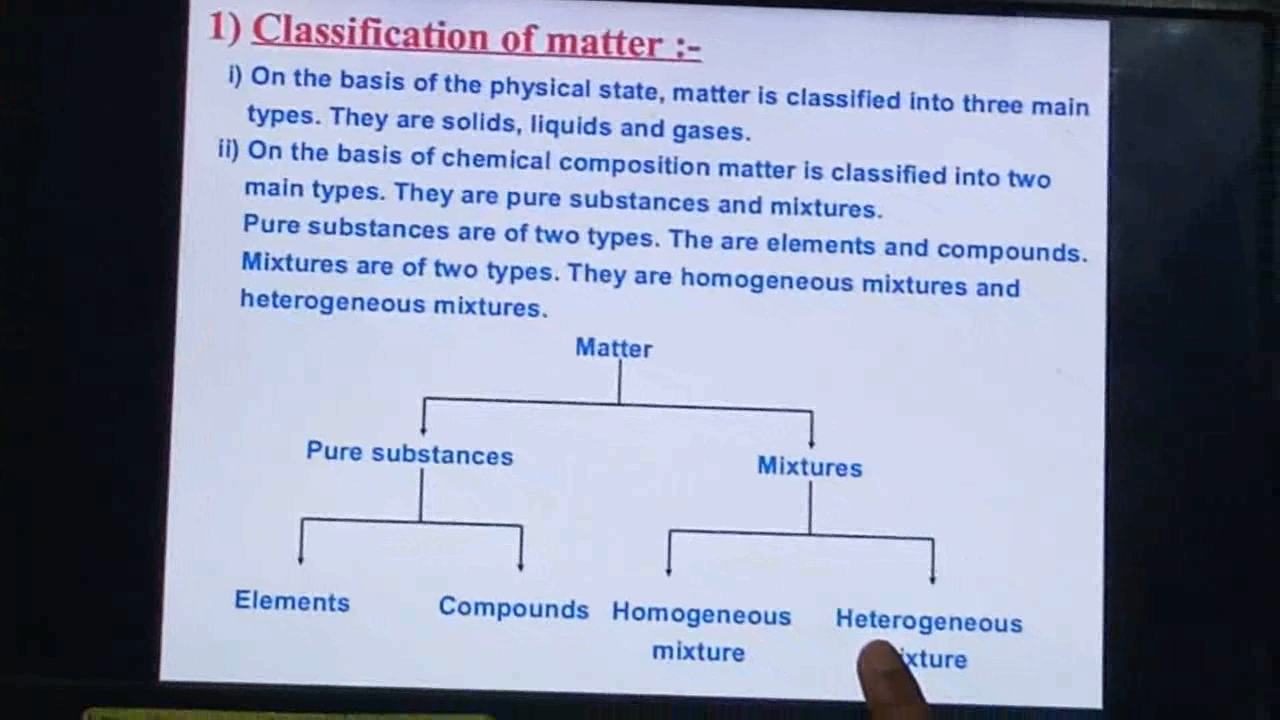 1) Classification of matter :-
i) On the basis of the physical state, matter is classified into three main
types. They are solids, liquids and gases.
ii) On the basis of chemical composition matter is classified into two
main types. They are pure substances and mixtures.
Pure substances are of two types. The are elements and compounds.
Mixtures are of two types. They are homogeneous mixtures and
heterogeneous mixtures.
Matter
Pure substances
Mixtures
Elements
Compounds
Homogeneous
mixture
Heterogeneous
ixture